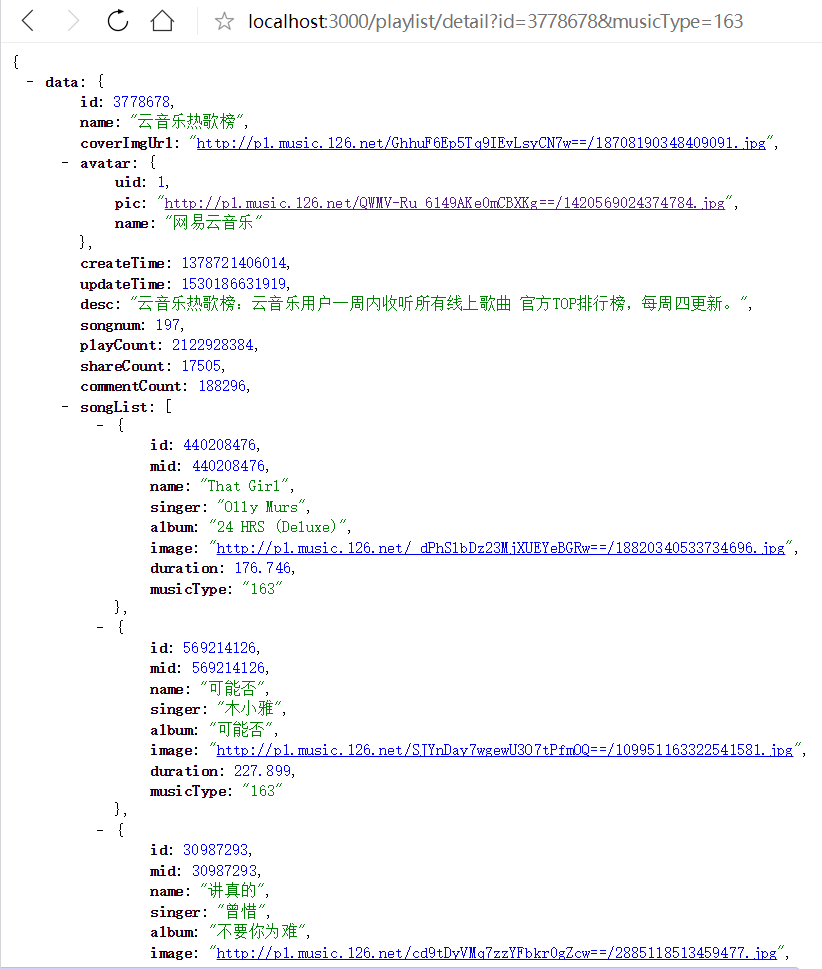 localhost:3000/playlist/detail?id=3778678&musicType=163
{
- data: {
id: 3778678,
name: "云音乐热歌榜",
coverImgUrl: "http://p1.music.126.net/GhhuF6Ep5Tq9IEvLsyCN7w==/18708190348409091.jpg",
- avatar: {
uid: 1,
pic: "http://p1.music.126.net/QWMV-Ru_6149AKe0mCBXKg==/1420569024374784.jpg",
name: "网易云音乐"
},
createTime: 1378721406014,
updateTime: 1530186631919,
desc: "云音乐热歌榜：云音乐用户一周内收听所有线上歌曲 官方TOP排行榜，每周四更新。",
songnum: 197,
playCount: 2122928384,
shareCount: 17505,
commentCount: 188296,
- songList: [
- {
id: 440208476,
mid: 440208476,
name: "That Girl",
singer: "Olly Murs",
album: "24 HRS (Deluxe)",
image: "http://p1.music.126.net/_dPhS1bDz23MjXUEYeBGRw==/18820340533734696.jpg",
duration: 176.746,
musicType: "163"
},
- {
id: 569214126,
mid: 569214126,
name: "可能否",
singer: "木小雅",
album: "可能否",
image: "http://p1.music.126.net/SJYnDay7wgewU3O7tPfmOQ==/109951163322541581.jpg",
duration: 227.899,
musicType: "163"
},
- {
id: 30987293,
mid: 30987293,
name: "讲真的",
singer: "曾惜",
album: "不要你为难",
image: "http://p1.music.126.net/cd9tDyVMq7zzYFbkr0gZcw==/2885118513459477.jpg",